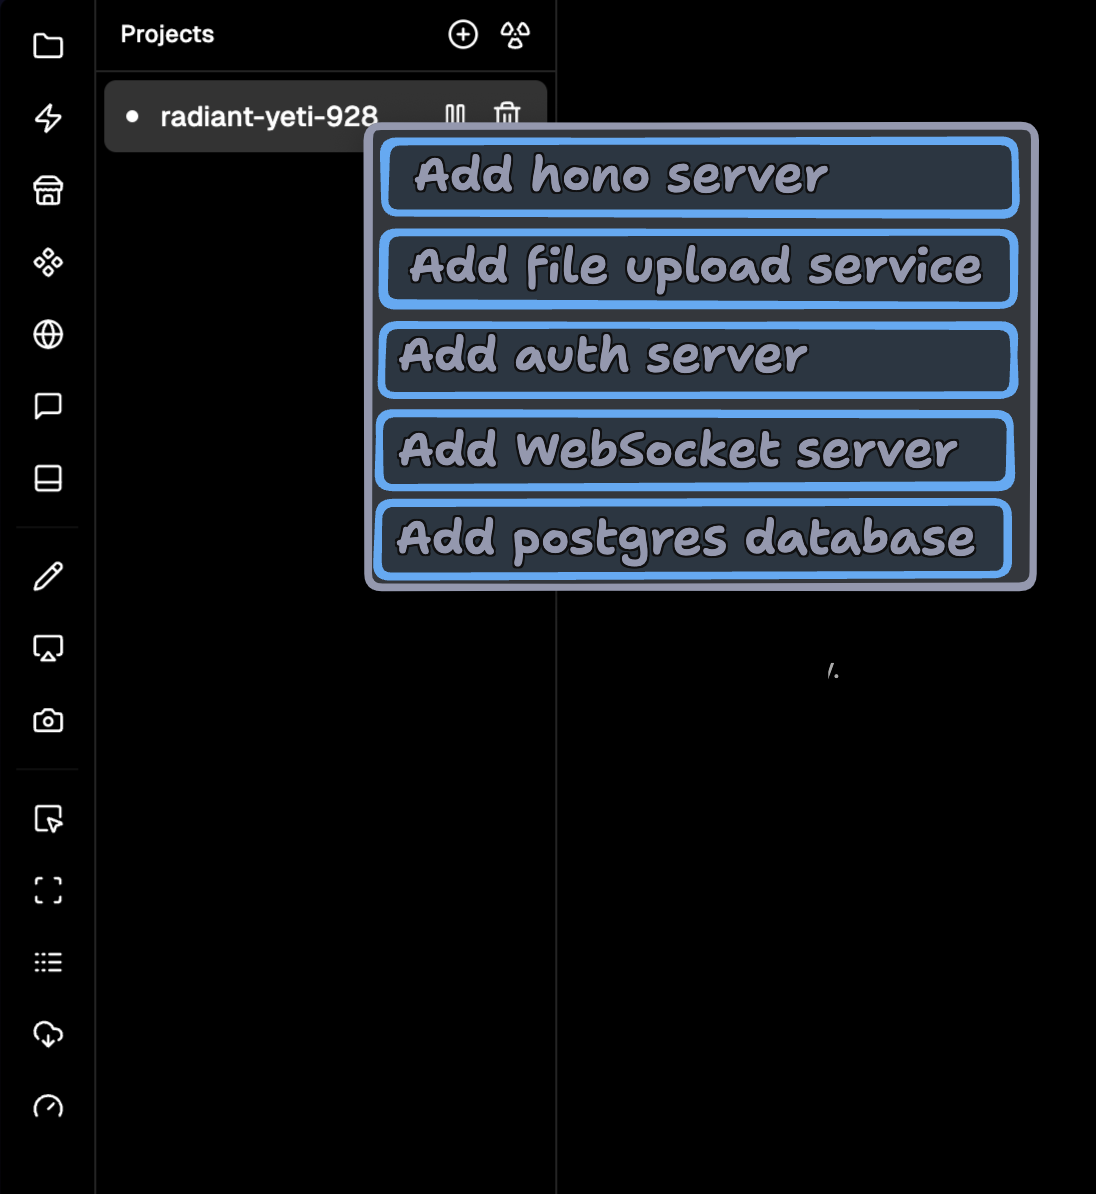 Projects
radiant-yeti-928
Add hono server
Add file upload service
Add auth server
Add WebSocket server
Add postgres database